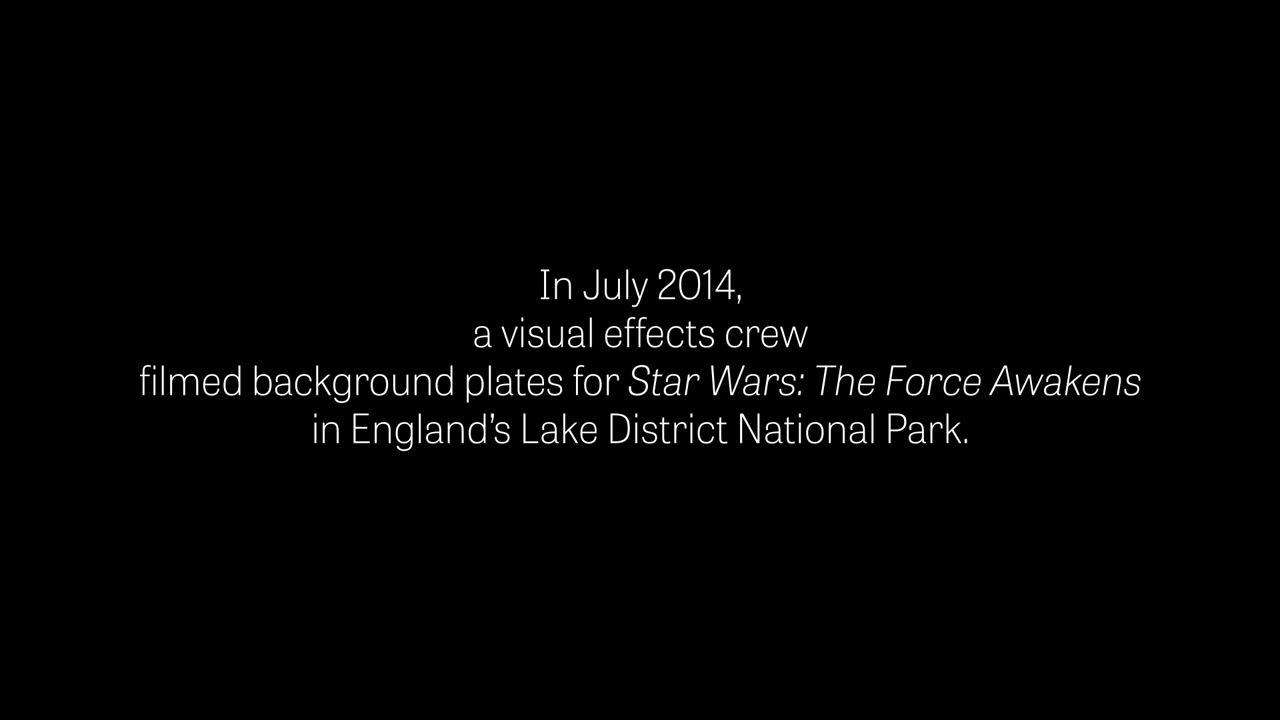 In July 2014,
a visual effects crew
filmed background plates for Star Wars: The Force Awakens
in England’s Lake District National Park.